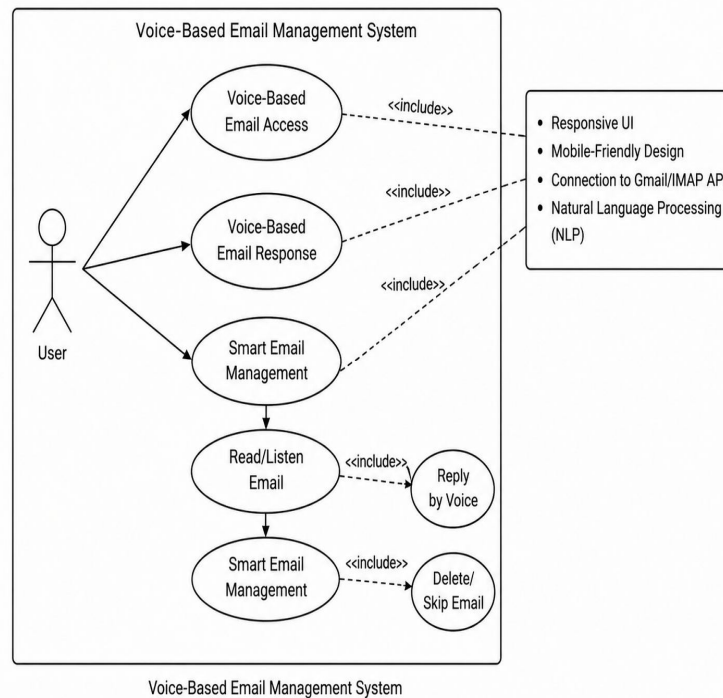 Voice-Based Email Management System
Voice-Based
Email Access
<<include>>
• Responsive UI
• Mobile-Friendly Design
• Connection to Gmail/IMAP AP
• Natural Language Processing
(NLP)
Voice-Based
Email Response
<<include>>
<<include>>
User
Smart Email
Management
Read/Listen
Email
<<include>>
Reply
by Voice
Smart Email
Management
<<include>>
Delete/
Skip Email
Voice-Based Email Management System